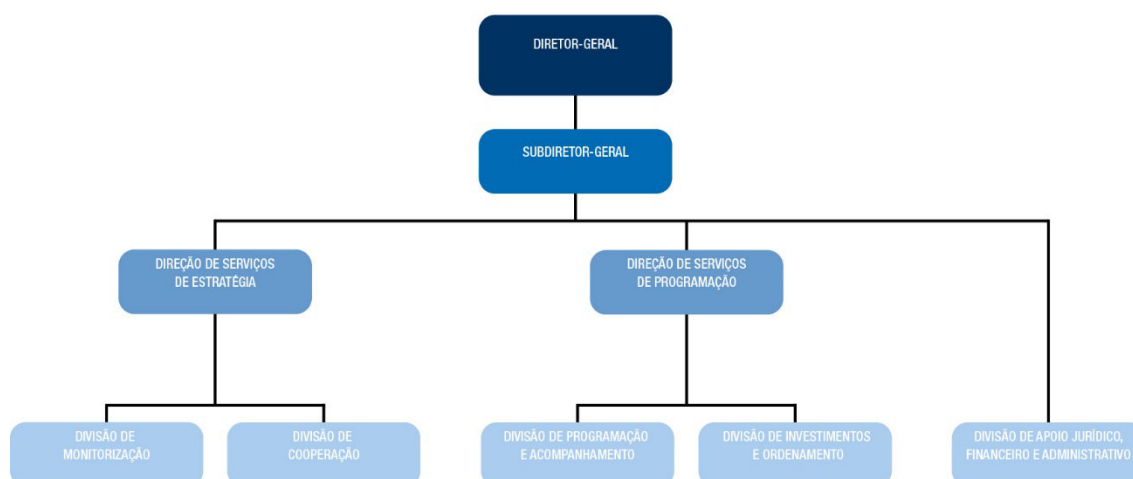 DIRETOR-GERAL
SUBDIRETOR-GERAL
DIREÇÃO DE SERVIÇOS
DE ESTRATÉGIA
DIREÇÃO DE SERVIÇOS
DE PROGRAMAÇÃO
DIVISÃO DE
MONITORIZAÇÃO
DIVISÃO DE
COOPERAÇÃO
DIVISÃO DE PROGRAMAÇÃO
E ACOMPANHAMENTO
DIVISÃO DE INVESTIMENTOS
E ORDENAMENTO
DIVISÃO DE APOIO JURÍDICO,
FINANCEIRO E ADMINISTRATIVO